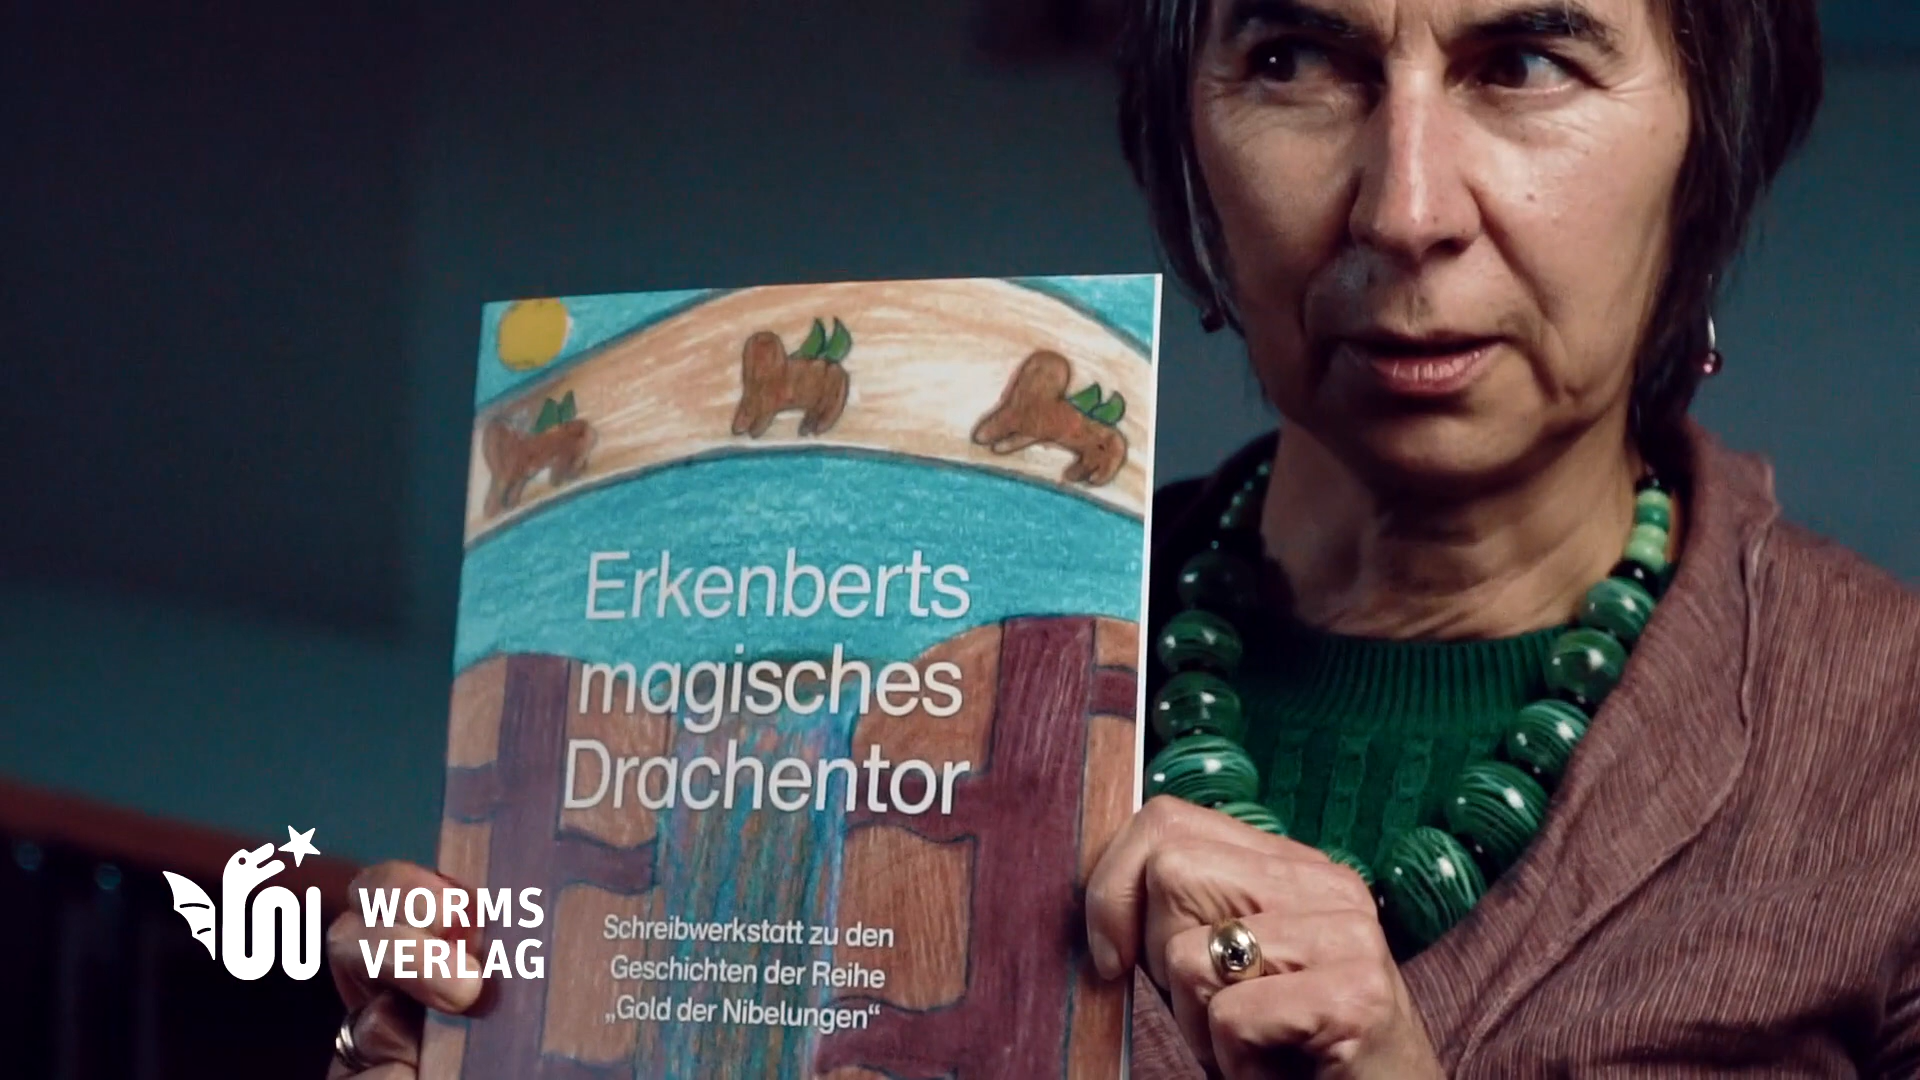 Erkenberts
magisches
Drachentor
Schreibwerkstatt zu den
Geschichten der Reihe
„Gold der Nibelungen“
WORMS
VERLAG